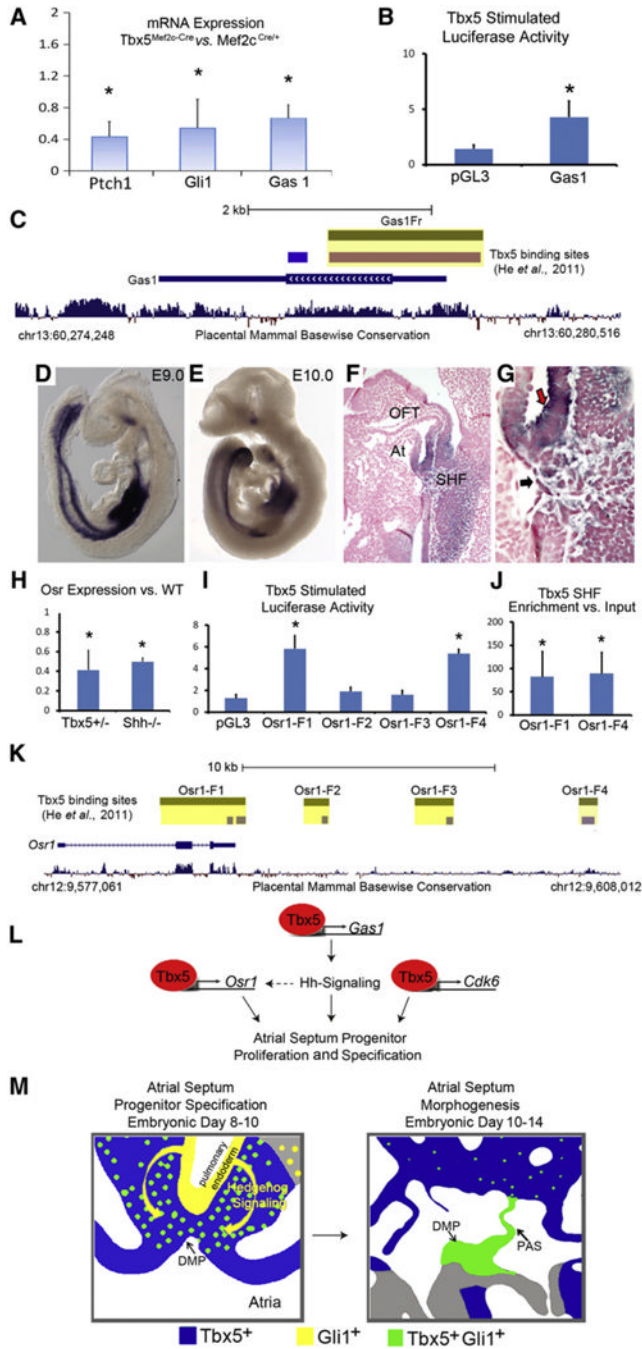 A
mRNA Expression
Tbx5Mef2c-Cre vs. Mef2cCre/+
2
1.6
1.2
0.8
0.4
0
*
*
*
Ptch1 Gli1 Gas 1
B
Tbx5 Stimulated
Luciferase Activity
10
5
0
*
pGL3 Gas1
C
2 kb
Gas1Fr
Tbx5 binding sites
(He et al., 2011)
Gas1
chr13:60,274,248 Placental Mammal Basewise Conservation chr13:60,280,516
D E9.0
E E10.0
F
OFT
At
SHF
G
H
Osr Expression vs. WT
1
0.8
0.6
0.4
0.2
0
*
*
Tbx5+/- Shh-/-
I
Tbx5 Stimulated
Luciferase Activity
8
6
4
2
0
*
*
pGL3 Osr1-F1 Osr1-F2 Osr1-F3 Osr1-F4
J
Tbx5 SHF
Enrichment vs. Input
200
150
100
50
0
*
*
Osr1-F1 Osr1-F4
K
10 kb
Osr1-F1 Osr1-F2 Osr1-F3 Osr1-F4
Tbx5 binding sites
(He et al., 2011)
Osr1
chr12:9,577,061 Placental Mammal Basewise Conservation chr12:9,608,012
L
Tbx5 Gas1
Tbx5 Osr1 Hh-Signaling Tbx5 Cdk6
Atrial Septum Progenitor
Proliferation and Specification
M
Atrial Septum
Progenitor Specification
Embryonic Day 8-10
pulmonary
endoderm
Hedgehog
Signaling
DMP
Atria
Atrial Septum
Morphogenesis
Embryonic Day 10-14
DMP
PAS
Tbx5+ Gli1+ Tbx5+Gli1+